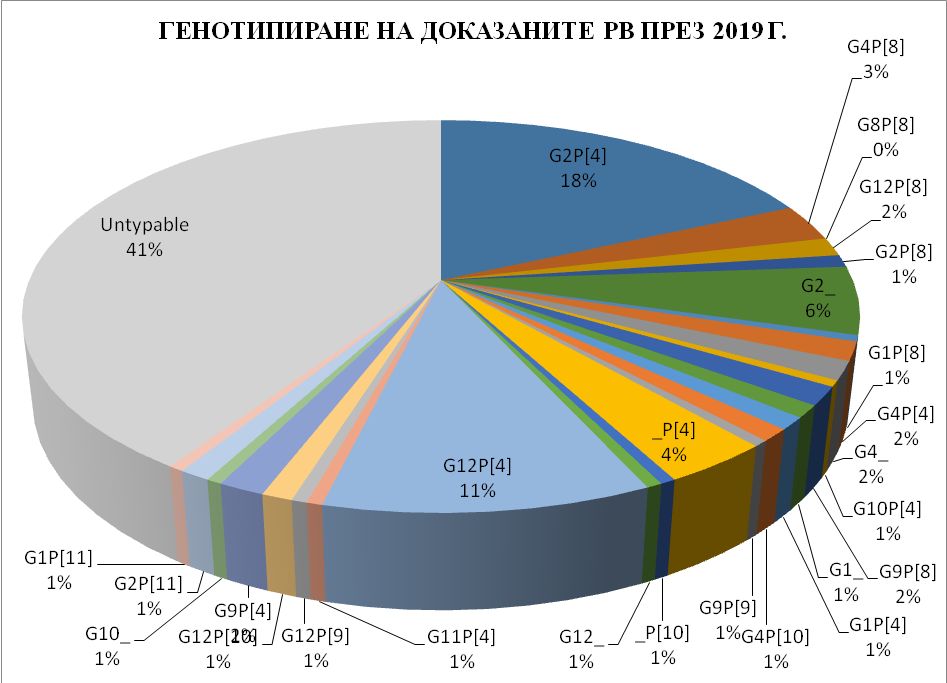 ГЕНОТИПИРАНЕ НА ДОКАЗАНИТЕ РВ ПРЕЗ 2019 Г.
G2P[4]
18%
G4P[8]
3%
G8P[8]
0%
G12P[8]
2%
G2P[8]
1%
G2_
6%
G1P[8]
1%
G4P[4]
2%
G4_
2%
G10P[4]
1%
G9P[8]
2%
G1_
1%
G1P[4]
1%
G4P[10]
1%
G9P[9]
1%
_P[4]
4%
_P[10]
1%
G12_
1%
G12P[4]
11%
G11P[4]
1%
G12P[9]
1%
G12P[10]
1%
G9P[4]
2%
G10_
1%
G2P[11]
1%
G1P[11]
1%
Untypable
41%